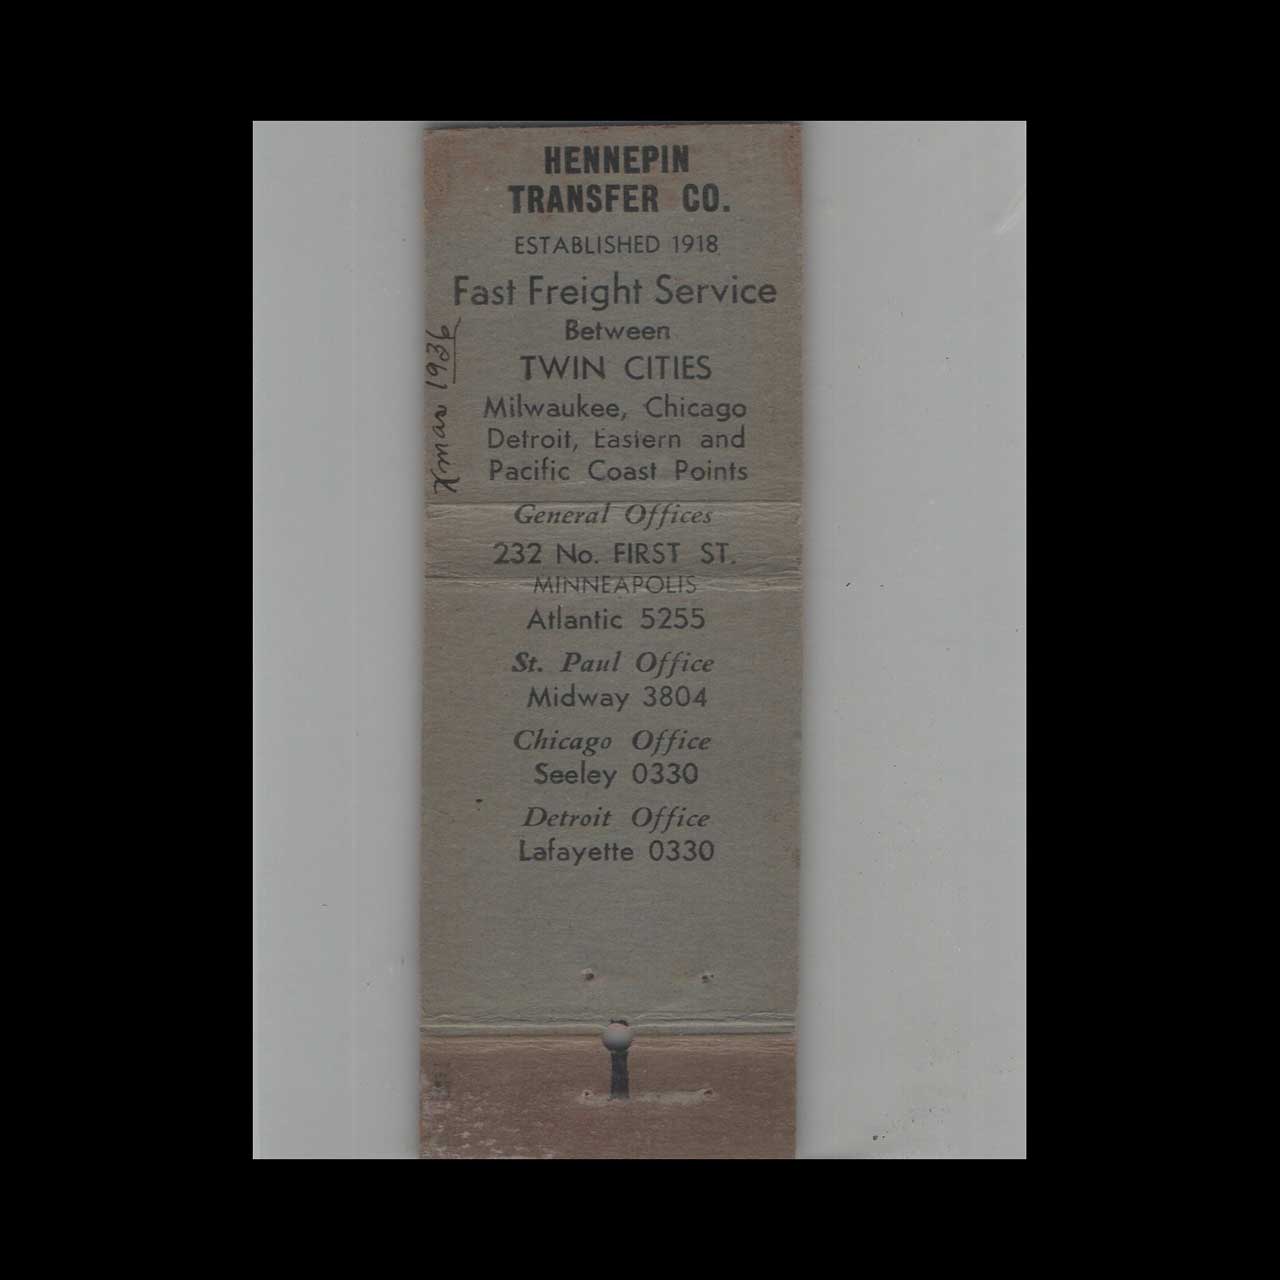 HENNEPIN
TRANSFER CO.
ESTABLISHED 1918
Fast Freight Service
Between
TWIN CITIES
Milwaukee, Chicago
Detroit, Eastern and
Pacific Coast Points
Xmas 1936
General Offices
232 No. FIRST ST.
MINNEAPOLIS
Atlantic 5255
St. Paul Office
Midway 3804
Chicago Office
Seeley 0330
Detroit Office
Lafayette 0330